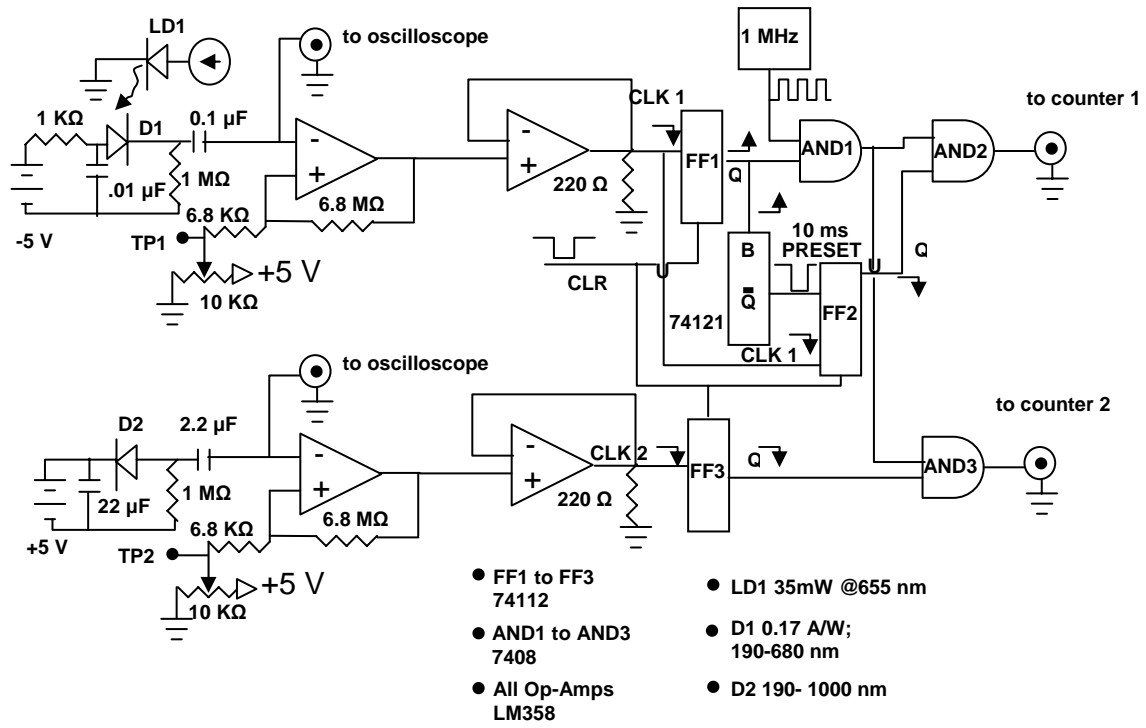 LD1
to oscilloscope
1 MHz
to counter 1
1 KΩ
D1
0.1 µF
CLK 1
-
+
-
+
FF1
AND1
AND2
.01 µF
1 MΩ
220 Ω
Q
6.8 KΩ
6.8 MΩ
-5 V
TP1
+5 V
10 KΩ
10 ms
PRESET
B
Q
U
U
Q
CLR
FF2
74121
CLK 1
to oscilloscope
to counter 2
D2
2.2 µF
-
+
-
+
CLK 2
FF3
Q
AND3
22 µF
1 MΩ
220 Ω
6.8 KΩ
6.8 MΩ
+5 V
TP2
+5 V
10 KΩ
● FF1 to FF3
74112
● AND1 to AND3
7408
● All Op-Amps
LM358
● LD1 35mW @655 nm
● D1 0.17 A/W;
190-680 nm
● D2 190- 1000 nm